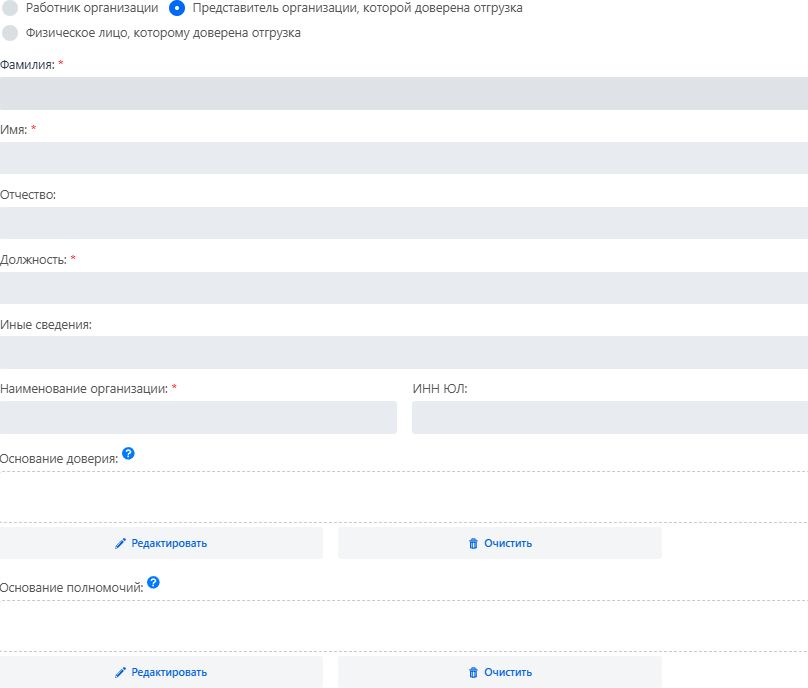 Работник организации Представитель организации, которой доверена отгрузка
Физическое лицо, которому доверена отгрузка
Фамилия: *
Имя: *
Отчество:
Должность: *
Иные сведения:
Наименование организации: * ИНН ЮЛ:
Основание доверия: ?
Редактировать Очистить
Основание полномочий: ?
Редактировать Очистить